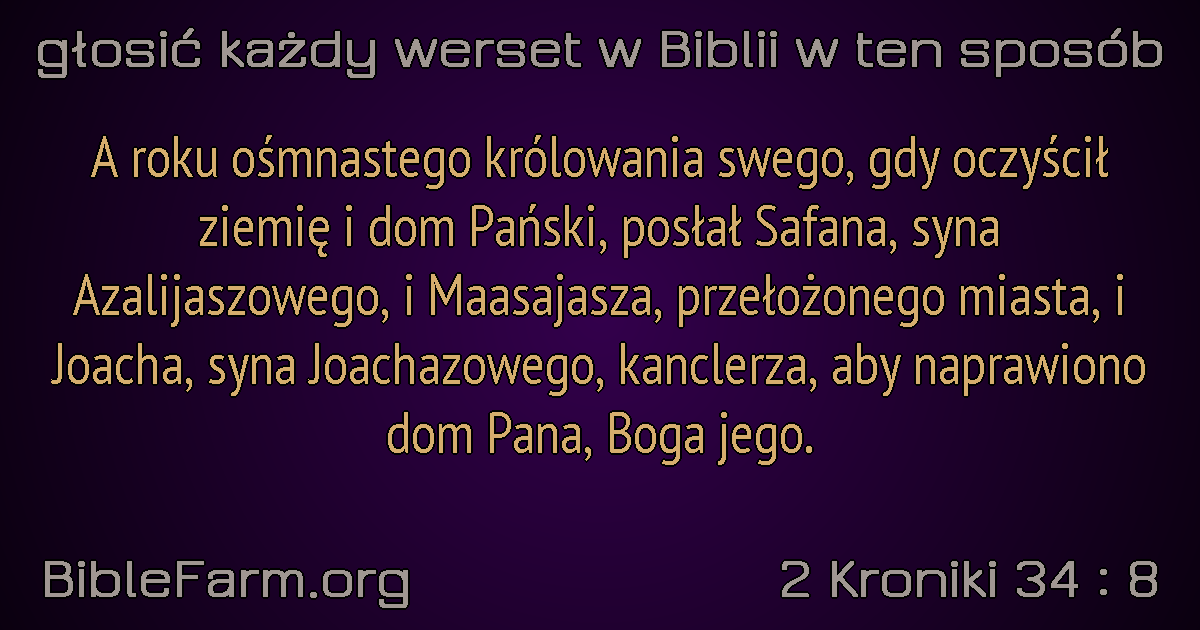 głosić każdy werset w Biblii w ten sposób
A roku ośmnastego królowania swego, gdy oczyścił
ziemię i dom Pański, posłał Safana, syna
Azalijaszowego, i Maasajasza, przełożonego miasta, i
Joacha, syna Joachazowego, kanclerza, aby naprawiono
dom Pana, Boga jego.
BibleFarm.org
2 Kroniki 34 : 8